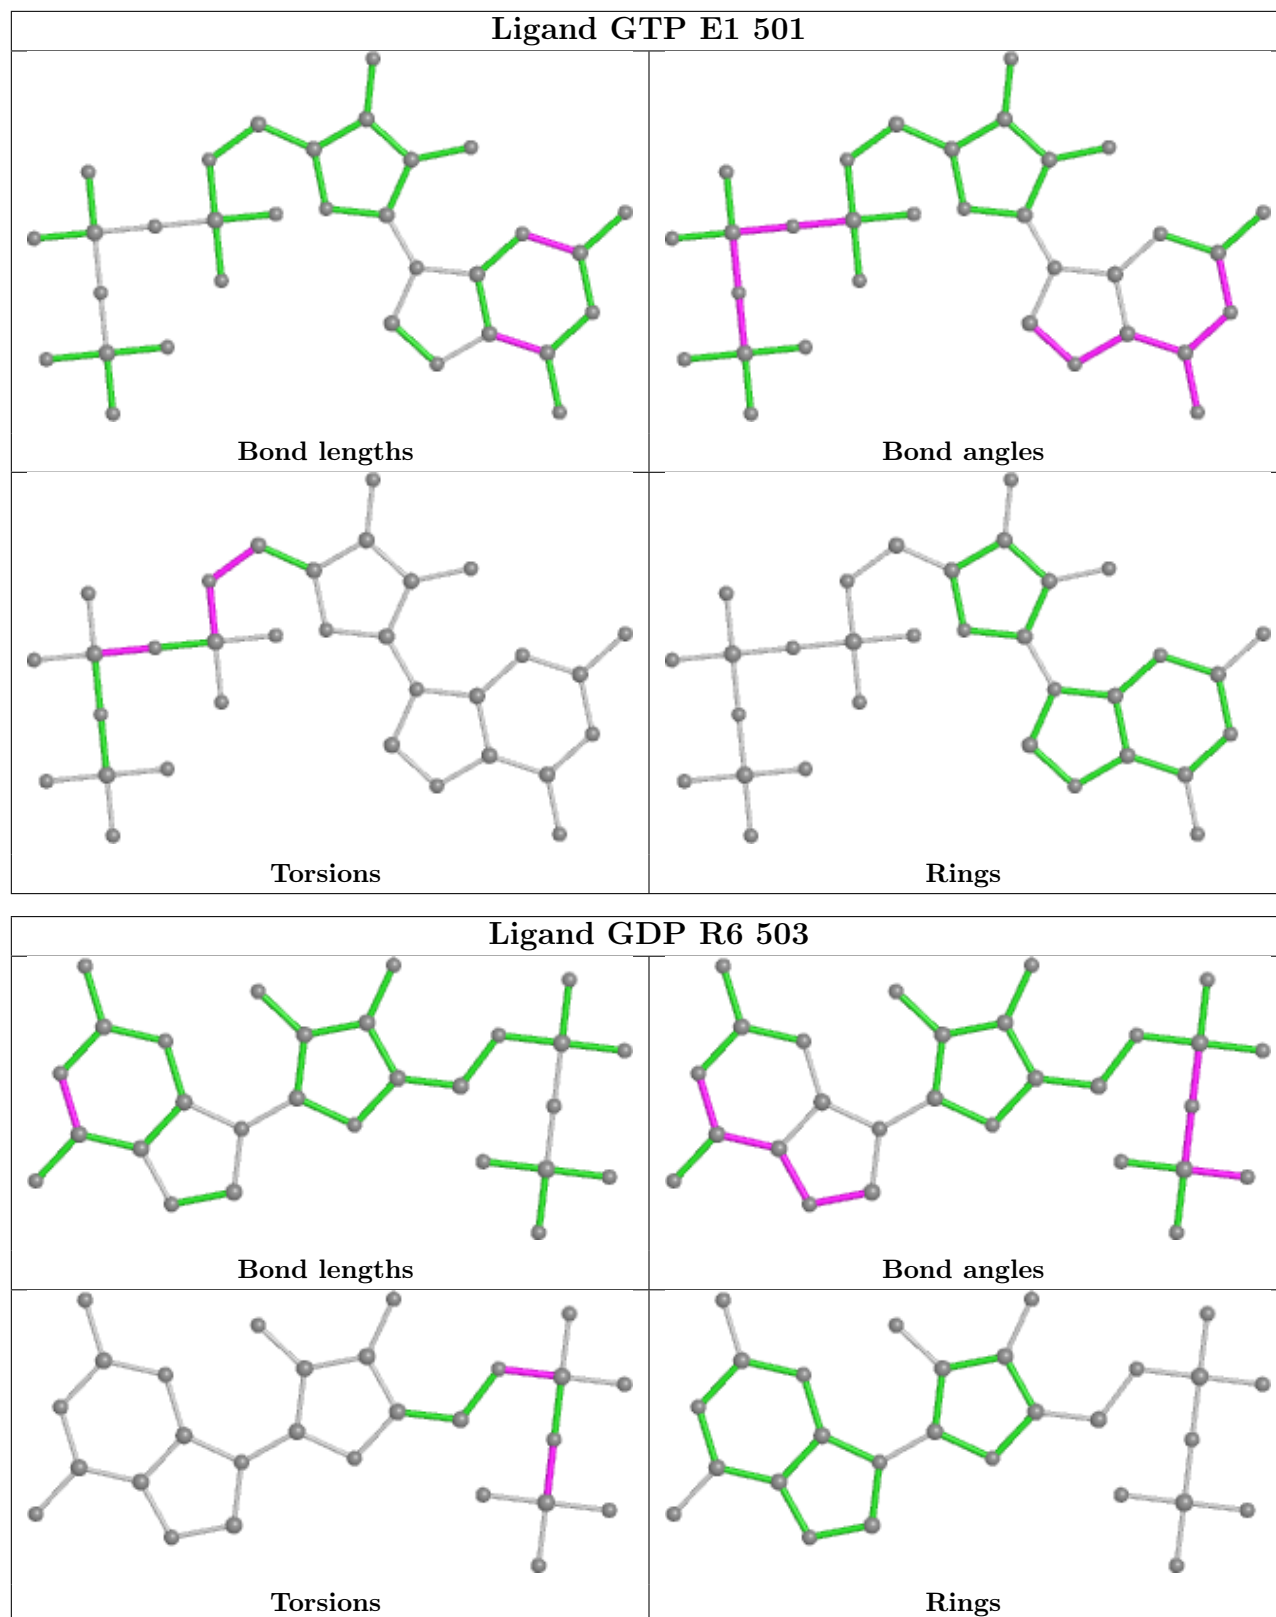 Ligand GTP E1 501
Bond lengths
Bond angles
Torsions
Rings
Ligand GDP R6 503
Bond lengths
Bond angles
Torsions
Rings